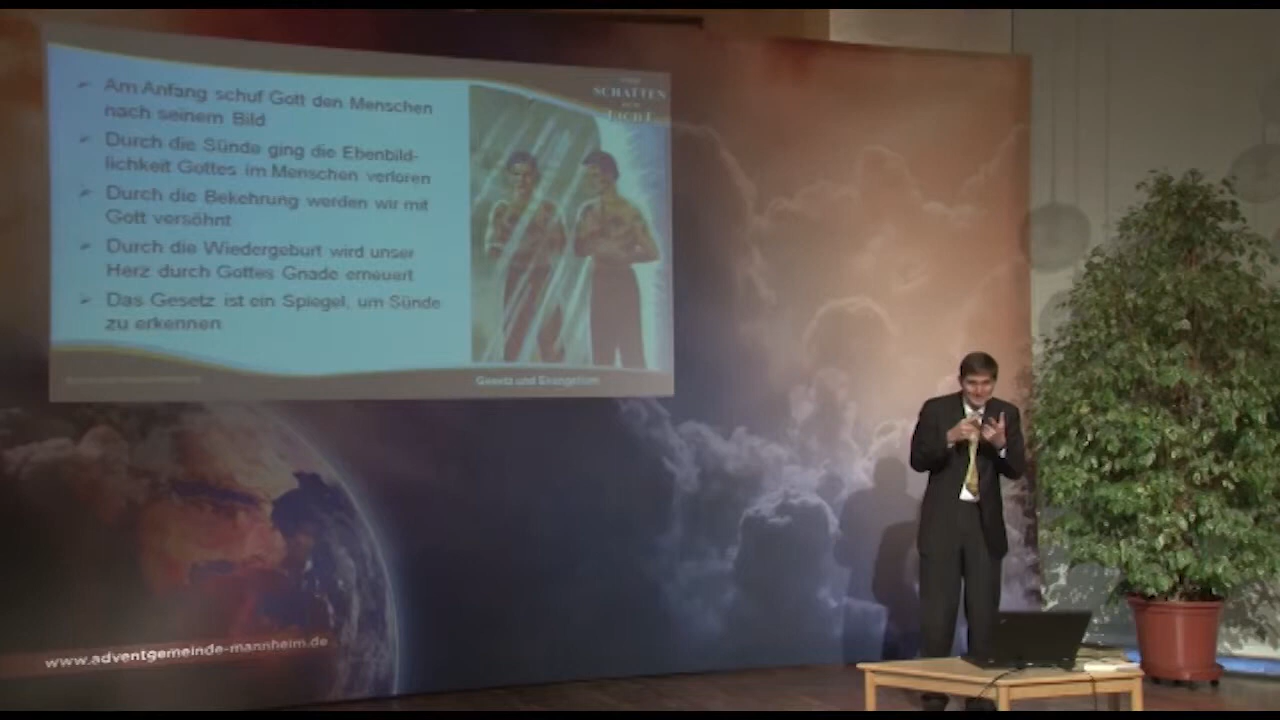 SCHATTEN
LICHT
Am Anfang schuf Gott den Menschen
nach seinem Bild
Durch die Sünde ging die Ebenbild-
lichkeit Gottes im Menschen verloren
Durch die Bekehrung werden wir mit
Gott versöhnt
Durch die Wiedergeburt wird unser
Herz durch Gottes Gnade erneuert
Das Gesetz ist ein Spiegel, um Sünde
zu erkennen
Gesetz und Evangelium
www.adventgemeinde-mannheim.de